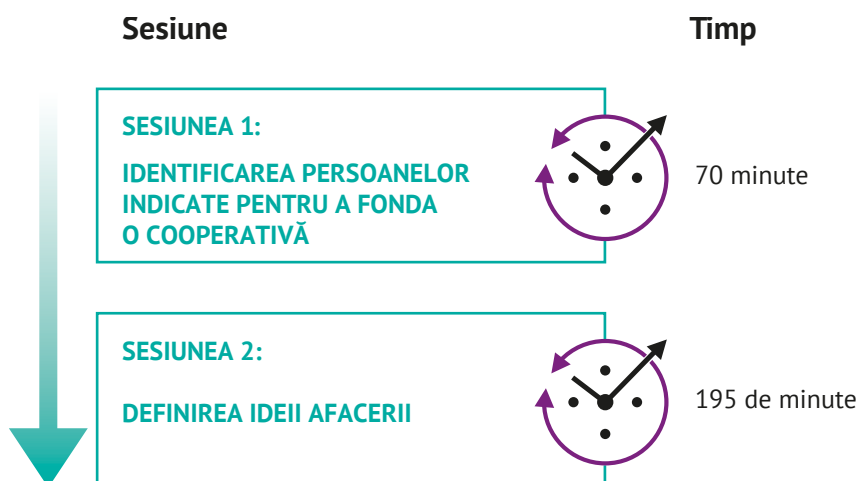 Sesiune
Timp
SESIUNEA 1:
IDENTIFICAREA PERSOANELOR
INDICATE PENTRU A FONDA
O COOPERATIVĂ
70 minute
SESIUNEA 2:
DEFINIREA IDEII AFACERII
195 de minute